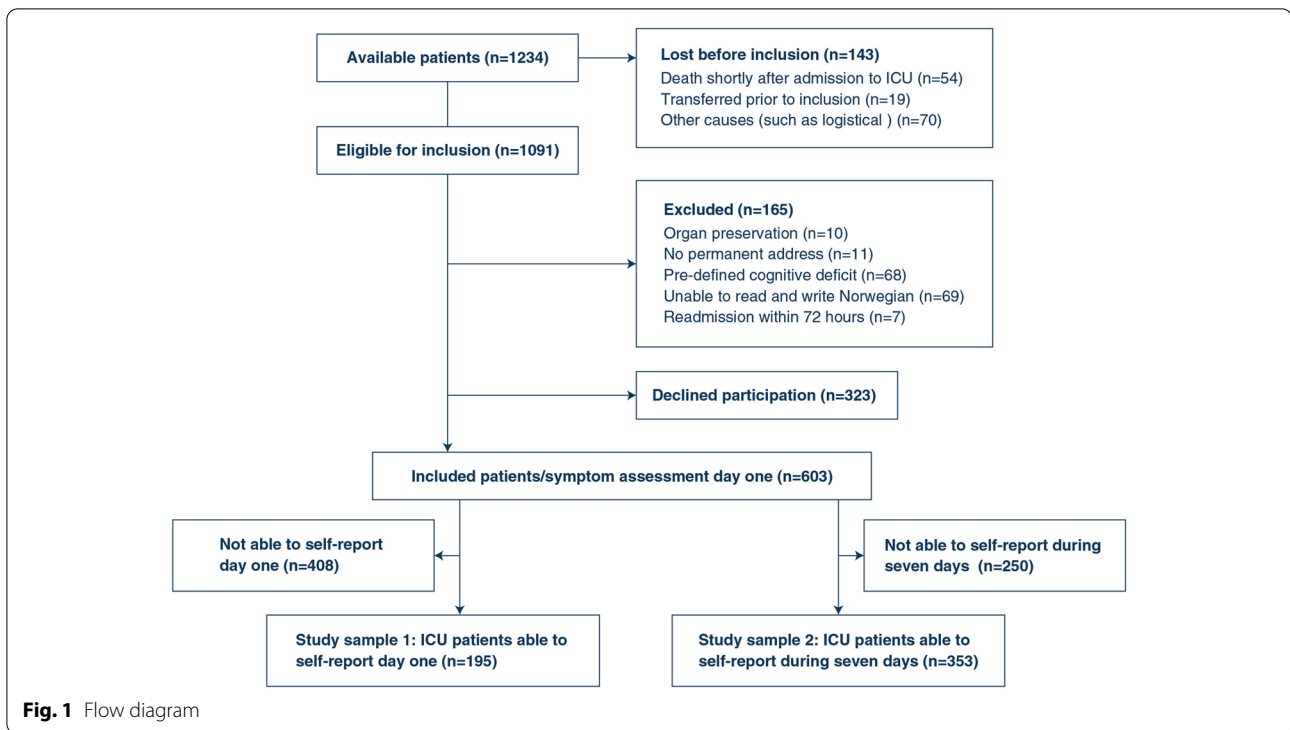 Available patients (n=1234)
Lost before inclusion (n=143)
Death shortly after admission to ICU (n=54)
Transferred prior to inclusion (n=19)
Other causes (such as logistical ) (n=70)
Eligible for inclusion (n=1091)
Excluded (n=165)
Organ preservation (n=10)
No permanent address (n=11)
Pre-defined cognitive deficit (n=68)
Unable to read and write Norwegian (n=69)
Readmission within 72 hours (n=7)
Declined participation (n=323)
Included patients/symptom assessment day one (n=603)
Not able to self-report
day one (n=408)
Not able to self-report during
seven days (n=250)
Study sample 1: ICU patients able to
self-report day one (n=195)
Study sample 2: ICU patients able to
self-report during seven days (n=353)
Fig. 1 Flow diagram